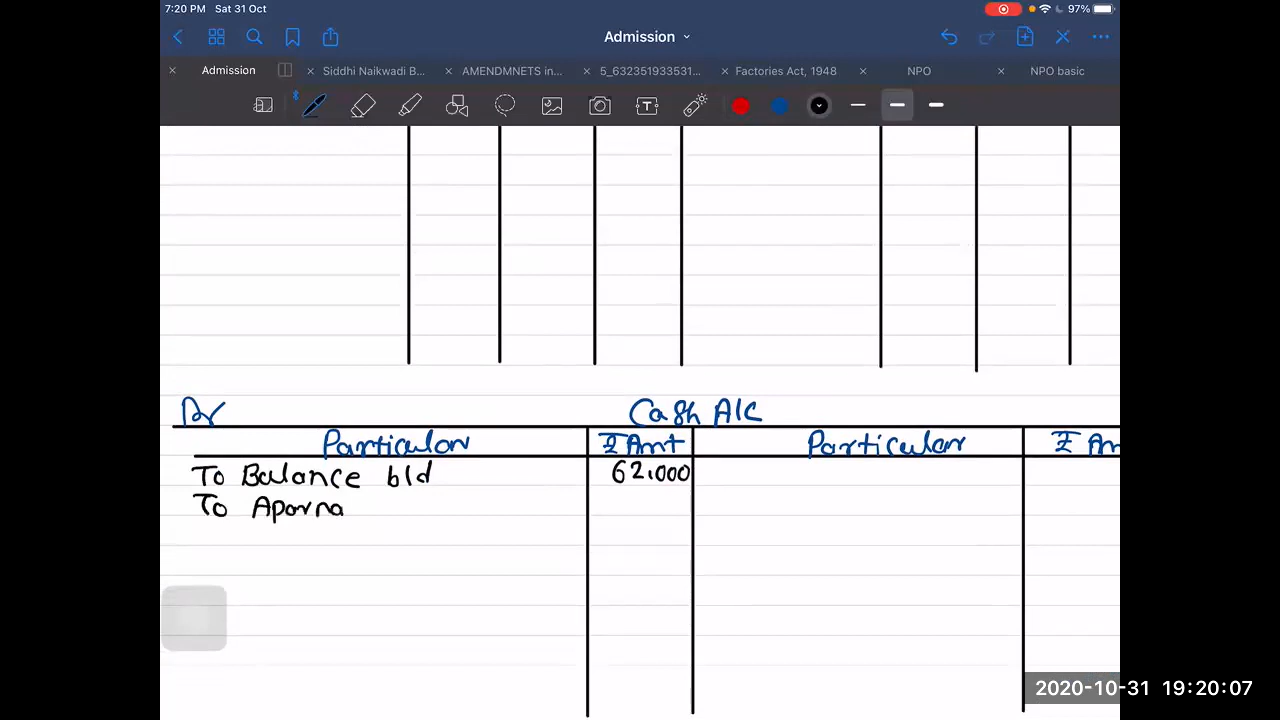 7:20 PM Sat 31 Oct
97%
Admission
Admission
Siddhi Naikwadi B...
AMENDMNETS in...
5_632351933531...
Factories Act, 1948
NPO
NPO basic
T
Dr
Cash A/C
Particular ₹ Amt Particular ₹ Am
To Balance b/d 62,000
To Aparna
2020-10-31 19:20:07